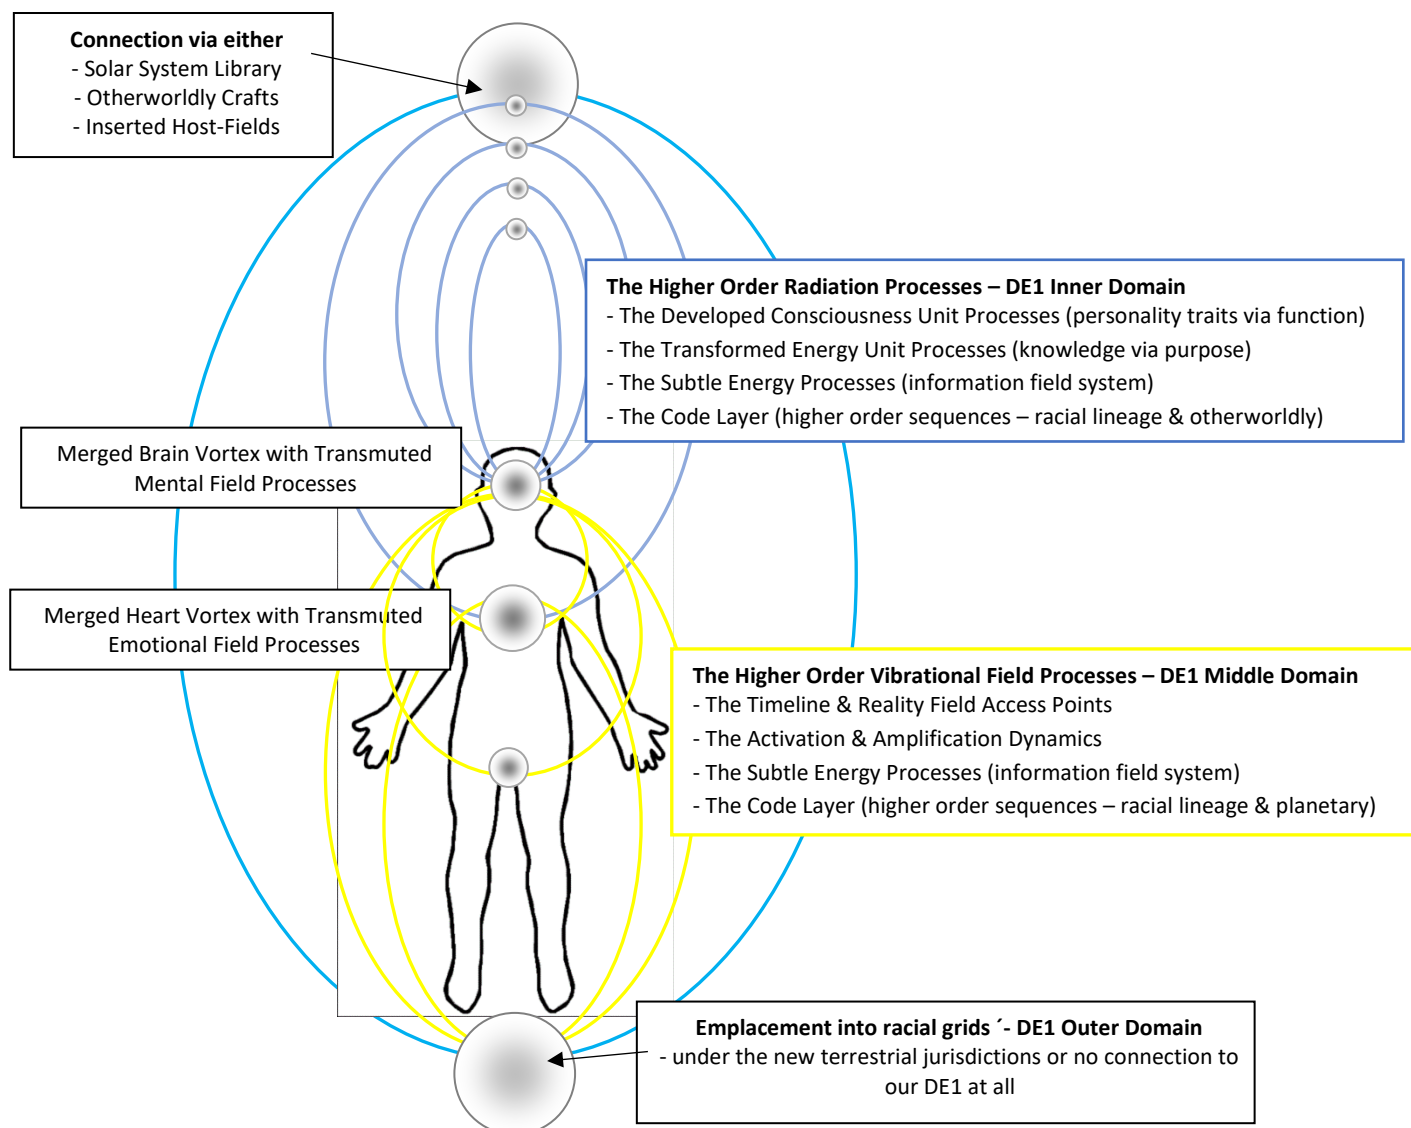 Connection via either
- Solar System Library
- Otherworldly Crafts
- Inserted Host-Fields
The Higher Order Radiation Processes – DE1 Inner Domain
- The Developed Consciousness Unit Processes (personality traits via function)
- The Transformed Energy Unit Processes (knowledge via purpose)
- The Subtle Energy Processes (information field system)
- The Code Layer (higher order sequences – racial lineage & otherworldly)
Merged Brain Vortex with Transmuted
Mental Field Processes
Merged Heart Vortex with Transmuted
Emotional Field Processes
The Higher Order Vibrational Field Processes – DE1 Middle Domain
- The Timeline & Reality Field Access Points
- The Activation & Amplification Dynamics
- The Subtle Energy Processes (information field system)
- The Code Layer (higher order sequences – racial lineage & planetary)
Emplacement into racial grids ´- DE1 Outer Domain
- under the new terrestrial jurisdictions or no connection to
our DE1 at all